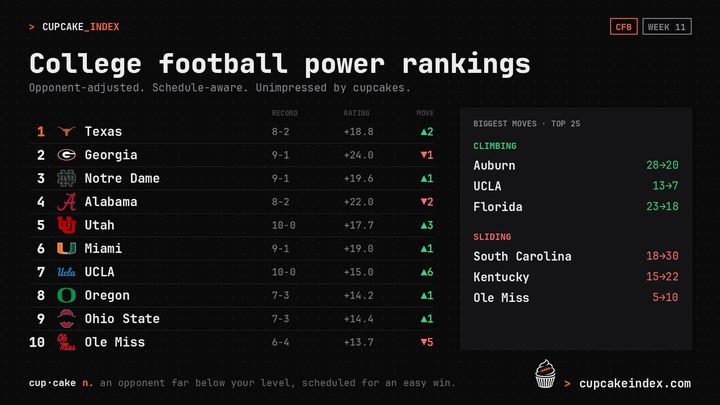 > CUPCAKE_INDEX
CFB
WEEK 11
College football power rankings
Opponent-adjusted. Schedule-aware. Unimpressed by cupcakes.
RECORD RATING MOVE
1 Texas 8-2 +18.8 ▲2
2 G Georgia 9-1 +24.0 ▼1
3 ND Notre Dame 9-1 +19.6 ▲1
4 A Alabama 8-2 +22.0 ▼2
5 U Utah 10-0 +17.7 ▲3
6 U Miami 9-1 +19.0 ▲1
7 Ucla UCLA 10-0 +15.0 ▲6
8 O Oregon 7-3 +14.2 ▲1
9 Ohio State 7-3 +14.4 ▲1
10 Ole Miss Ole Miss 6-4 +13.7 ▼5
BIGGEST MOVES · TOP 25
CLIMBING
Auburn 28→20
UCLA 13→7
Florida 23→18
SLIDING
South Carolina 18→30
Kentucky 15→22
Ole Miss 5→10
cup·cake n. an opponent far below your level, scheduled for an easy win.
> cupcakeindex.com